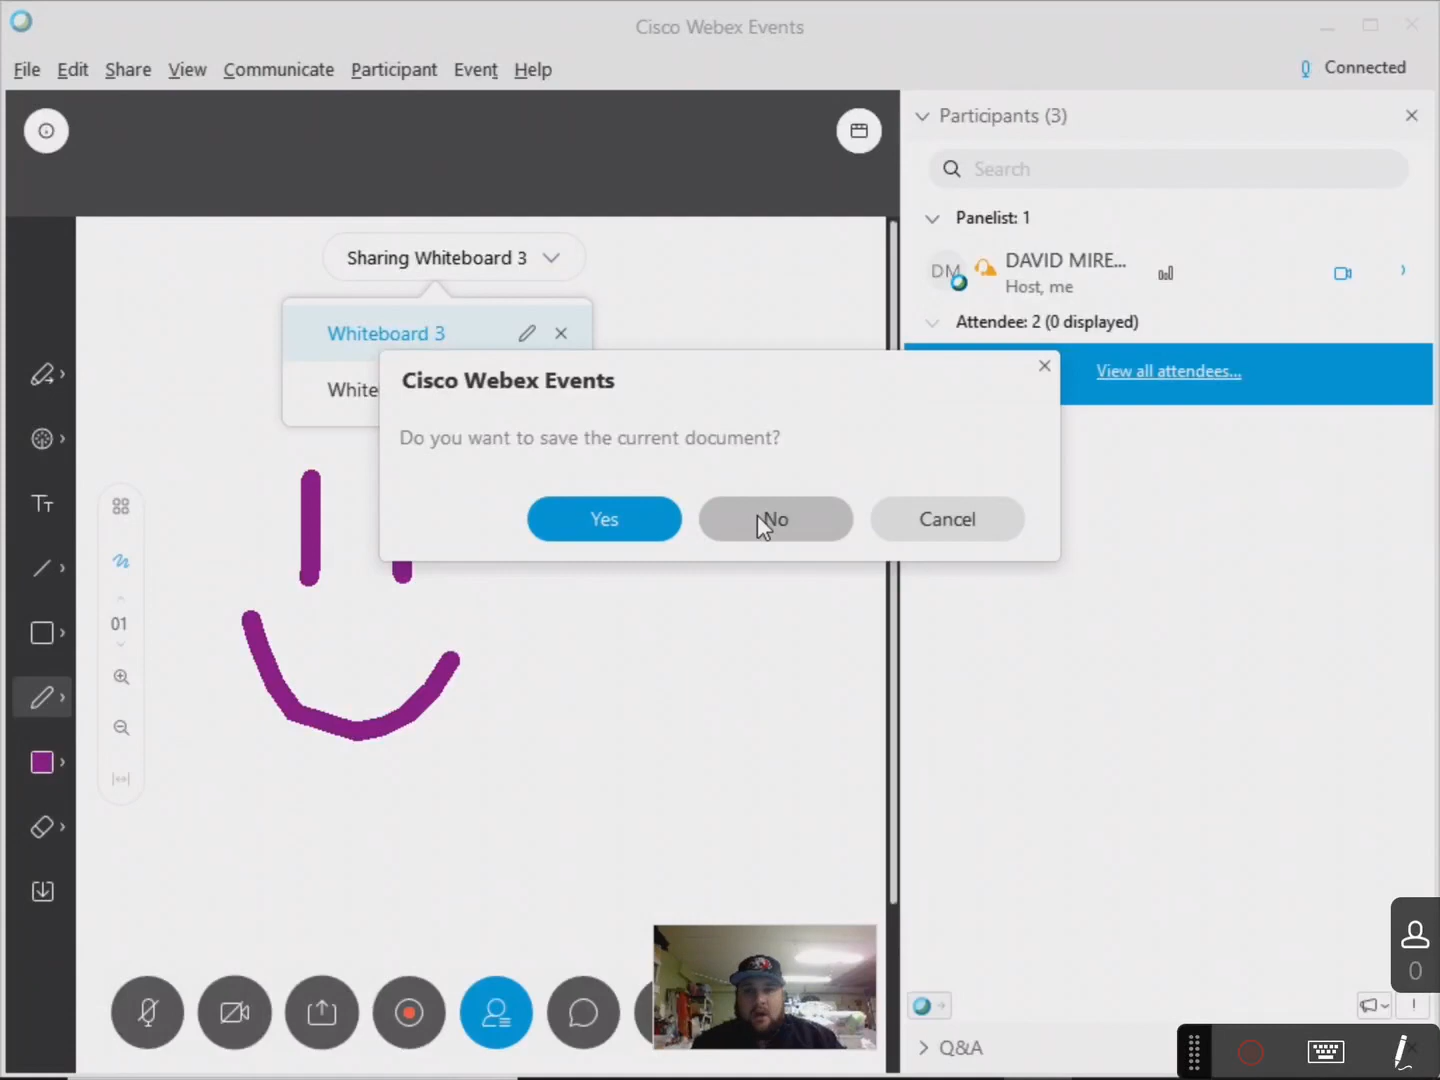 Cisco Webex Events
File Edit Share View Communicate Participant Event Help
Connected
Participants (3)
Search
Panelist: 1
Sharing Whiteboard 3
DM
DAVID MIRE...
Host, me
Attendee: 2 (0 displayed)
Whiteboard 3
View all attendees...
White
Cisco Webex Events
Do you want to save the current document?
Yes No Cancel
TT
01
0
Q&A